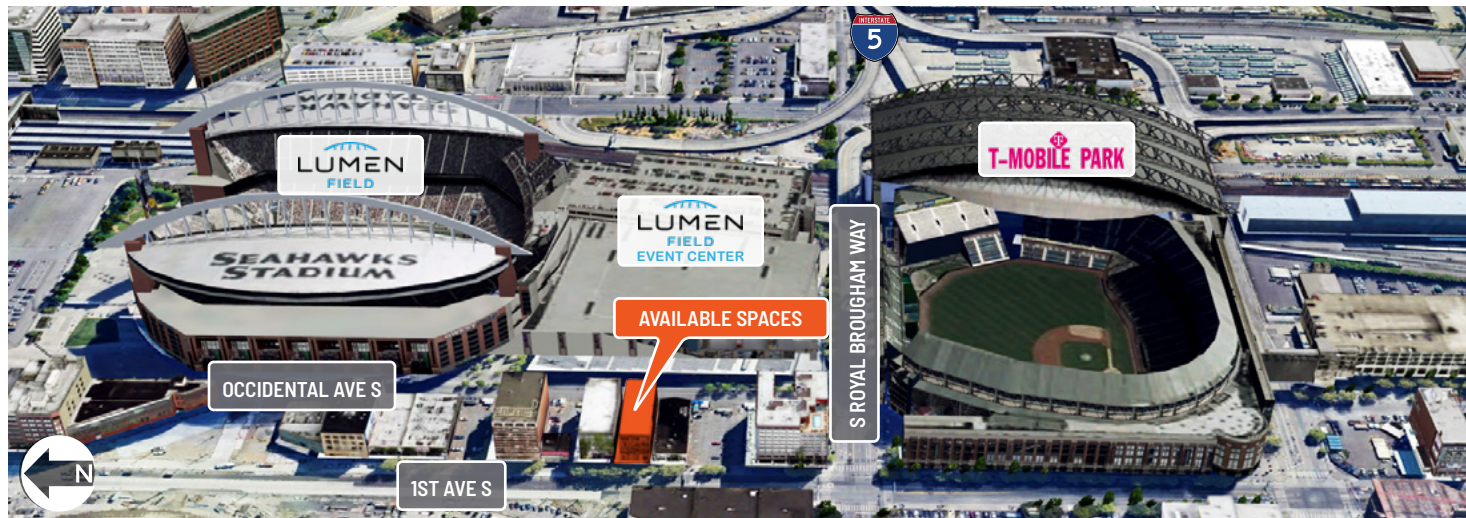 INTERSTATE
5
T-MOBILE PARK
LUMEN
FIELD
LUMEN
FIELD
EVENT CENTER
SEAHAWKS
STADIUM
AVAILABLE SPACES
S ROYAL BROUGHAM WAY
OCCIDENTAL AVE S
N
1ST AVE S